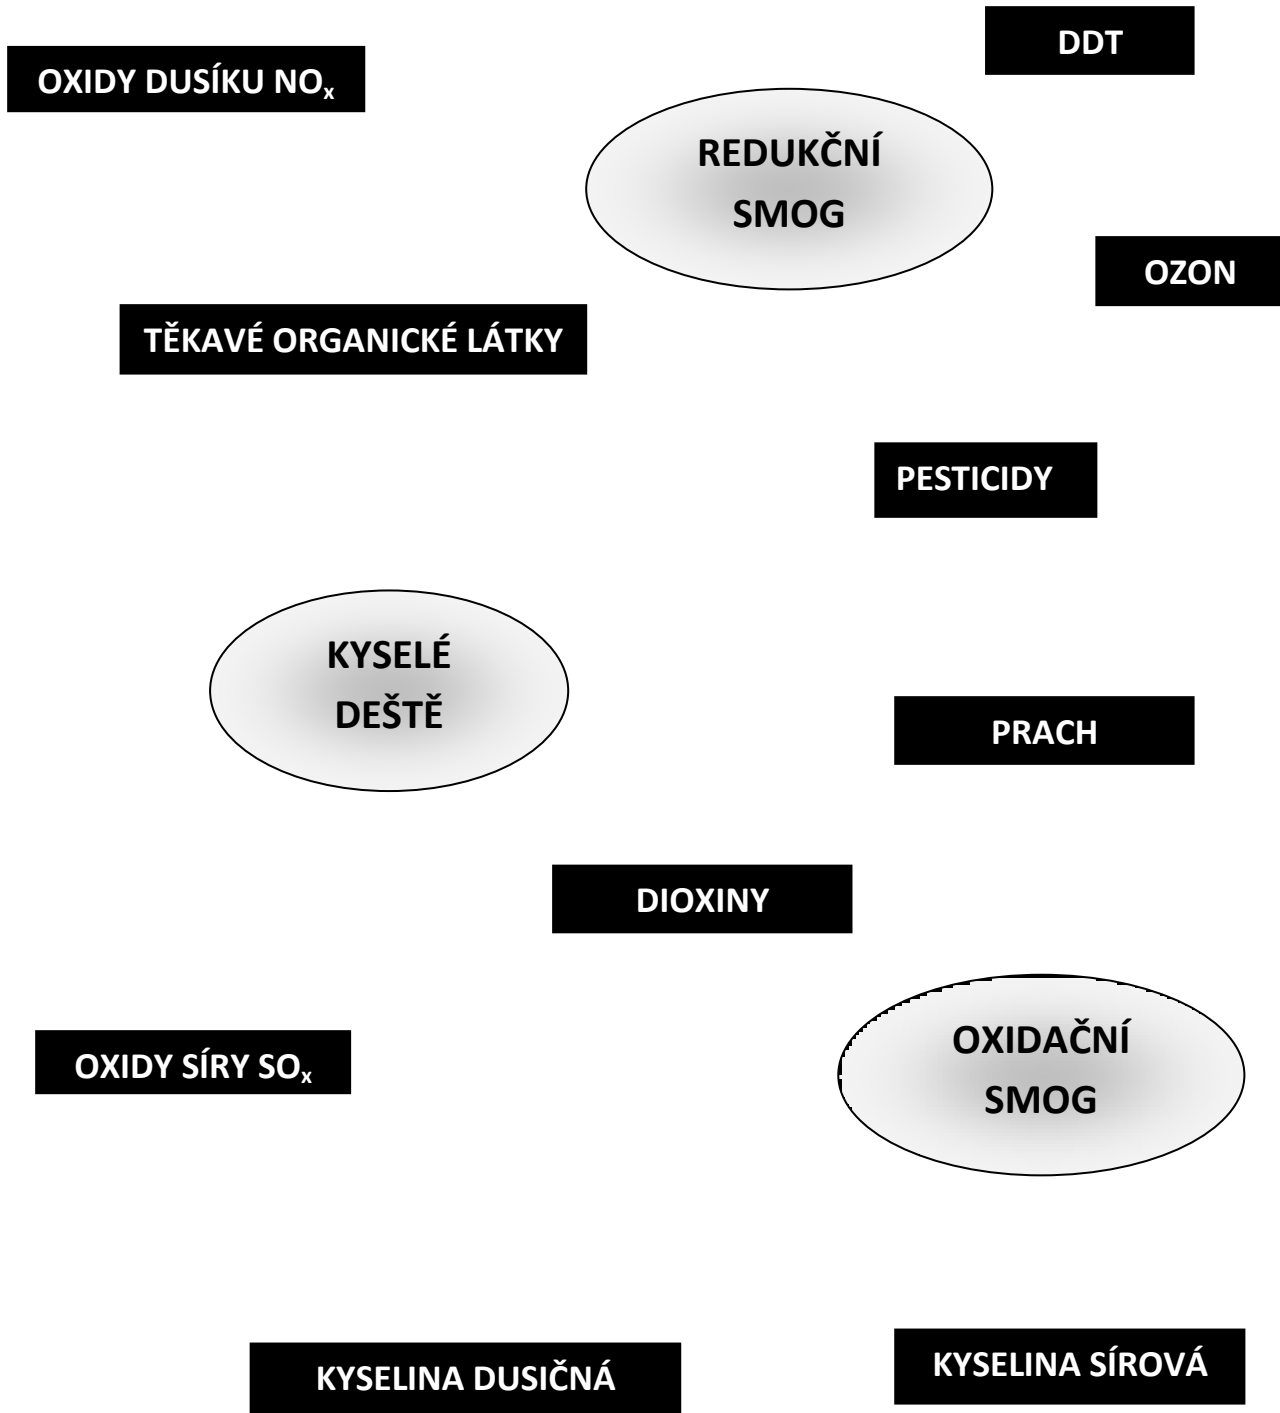 DDT
OXIDY DUSÍKU NOₓ
REDUKČNÍ
SMOG
OZON
TĚKAVÉ ORGANICKÉ LÁTKY
PESTICIDY
KYSELÉ
DEŠTĚ
PRACH
DIOXINY
OXIDAČNÍ
SMOG
OXIDY SÍRY SOₓ
KYSELINA DUSIČNÁ
KYSELINA SÍROVÁ